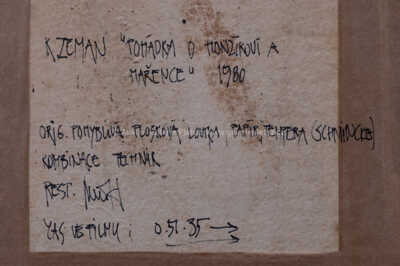 K. ZEMAN "POHÁDKA O HONZÍKOVI A
MAŘENCE" 1980
ORIG. POHYBLIVÁ PLOŠKOVÁ LOUTKA, PAPÍR, TEMPERA (SCHMINCKE)
KOMBINACE TECHNIK
REST.
ČAS VE FILMU : 0.51.35 →